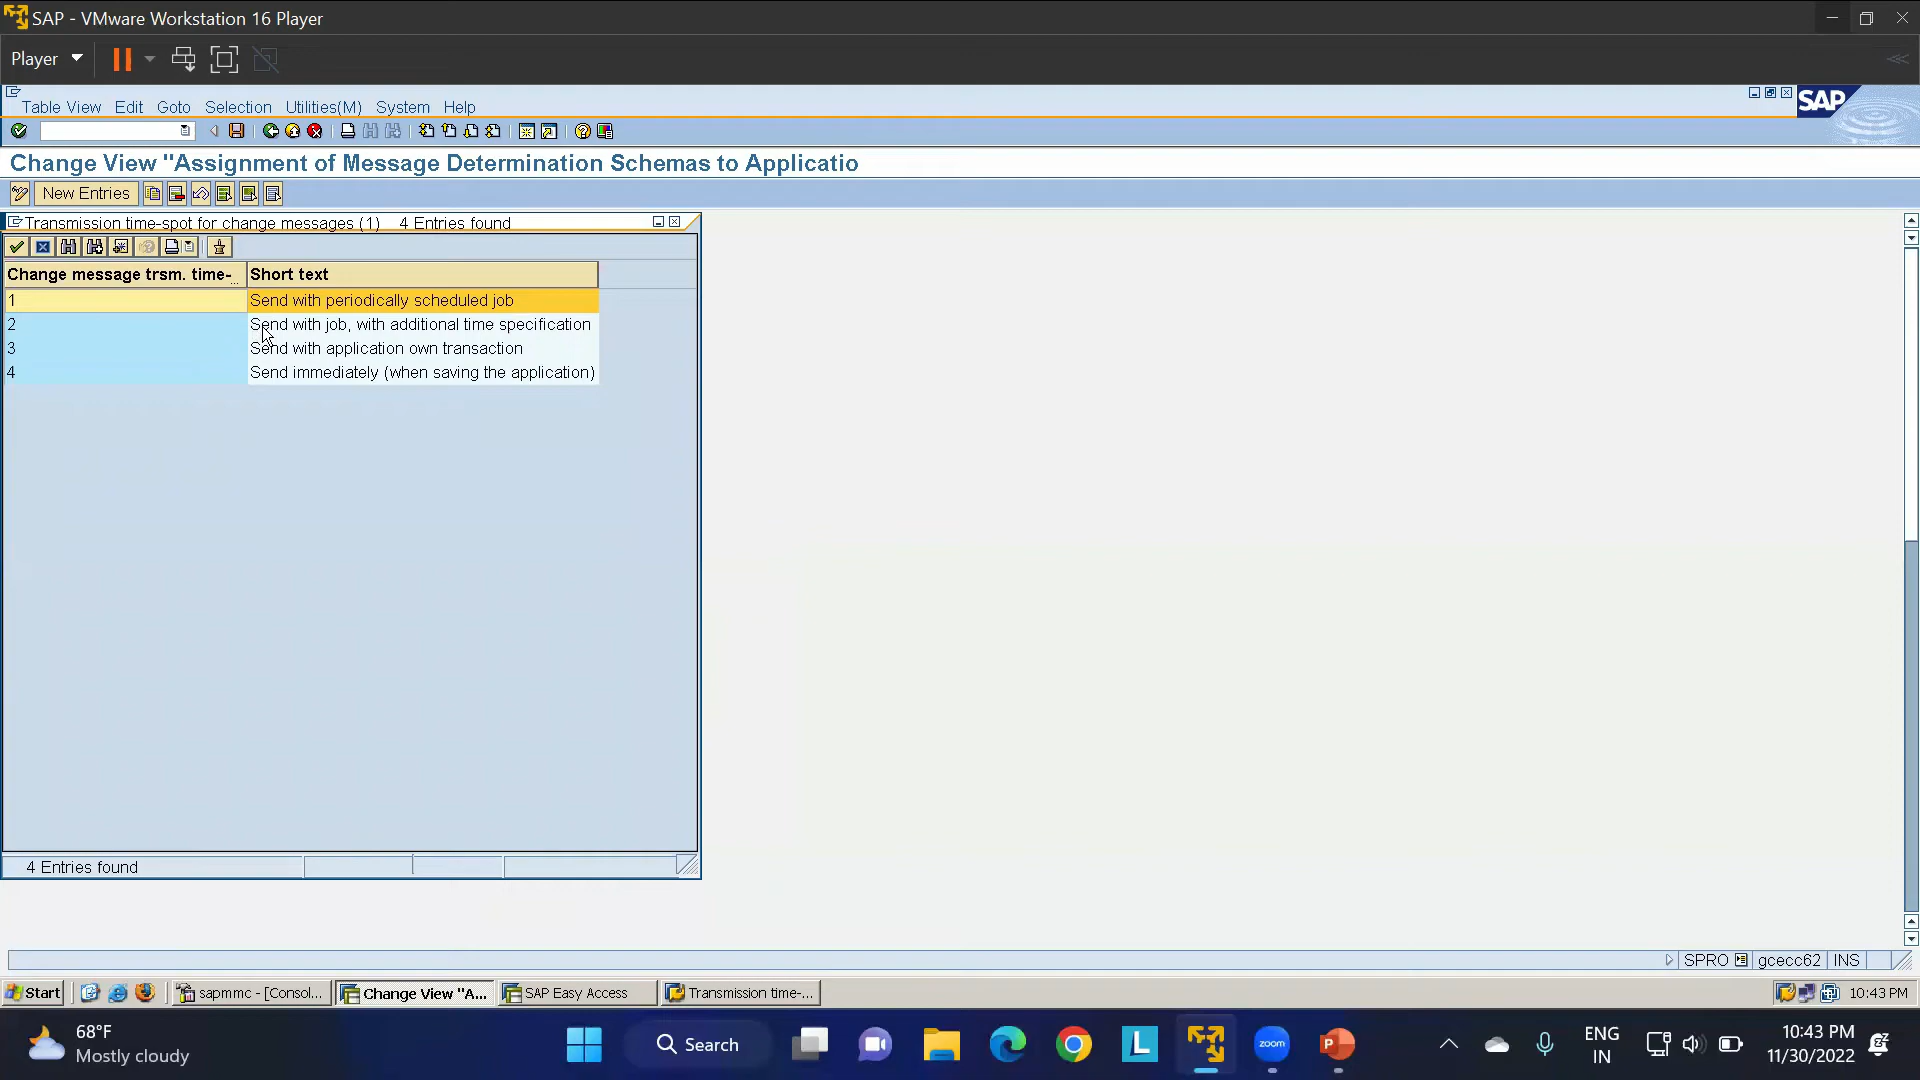 SAP - VMware Workstation 16 Player
Player
Table View Edit Goto Selection Utilities(M) System Help
SAP
Change View "Assignment of Message Determination Schemas to Applicatio
New Entries
Transmission time-spot for change messages (1) 4 Entries found
Change message trsm. time-... Short text
1 Send with periodically scheduled job
2 Send with job, with additional time specification
3 Send with application own transaction
4 Send immediately (when saving the application)
4 Entries found
SPRO gcecc62 INS
Start sapmmc - [Consol... Change View "A... SAP Easy Access Transmission time-... 10:43 PM
68°F
Mostly cloudy
Search
L
zoom
P
ENG
IN
10:43 PM
11/30/2022